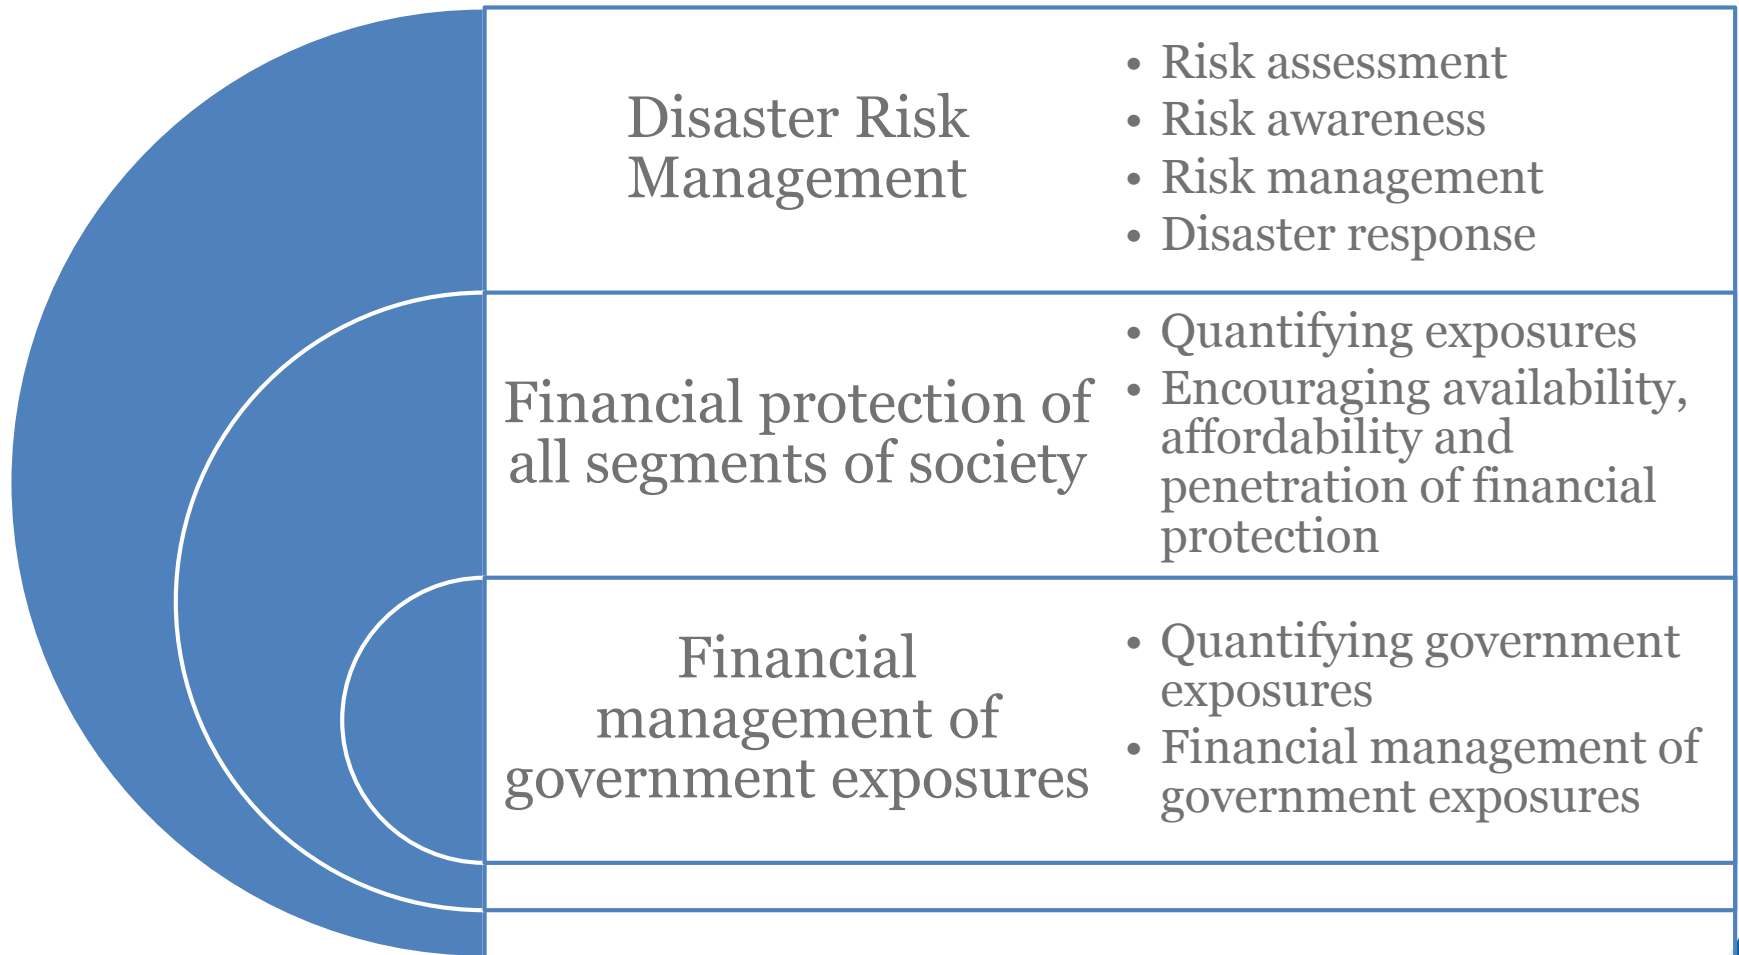 Disaster Risk
Management
• Risk assessment
• Risk awareness
• Risk management
• Disaster response
Financial protection of
all segments of society
• Quantifying exposures
• Encouraging availability,
affordability and
penetration of financial
protection
Financial
management of
government exposures
• Quantifying government
exposures
• Financial management of
government exposures